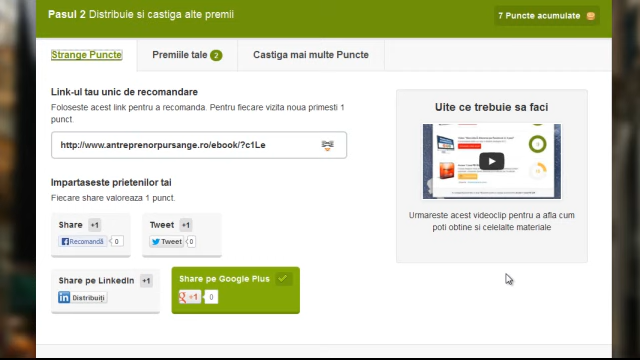 Pasul 2 Distribuie si castiga alte premii
7 Puncte acumulate
Strange Puncte
Premiile tale 2
Castiga mai multe Puncte
Link-ul tau unic de recomandare
Foloseste acest link pentru a recomanda. Pentru fiecare vizita noua primesti 1
punct.
http://www.antreprenorpursange.ro/ebook/?c1Le
Impartaseste prietenilor tai
Fiecare share valoreaza 1 punct.
Share +1
Recomandă 0
Tweet +1
Tweet 0
Share pe LinkedIn +1
in Distribuiți
Share pe Google Plus
g +1 0
Uite ce trebuie sa faci
Urmareste acest videoclip pentru a afla cum
poti obtine si celelalte materiale